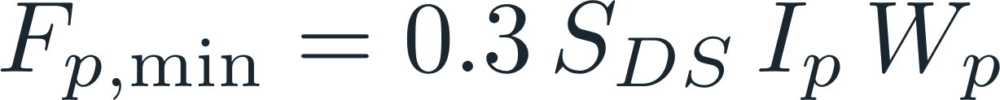 F_{p,min} = 0.3 S_{DS} I_p W_p